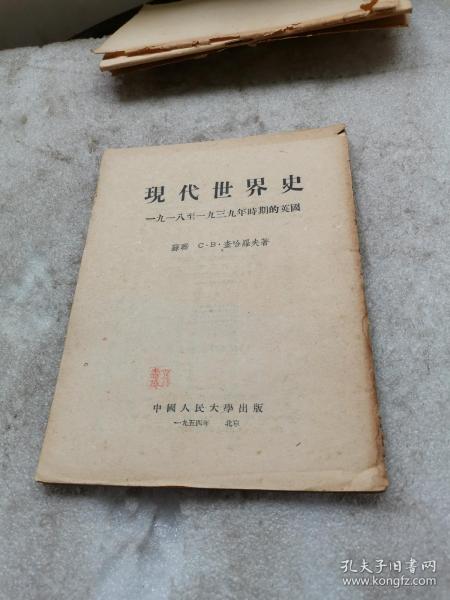 現代世界史
一九一八至一九三九年時期的英國
蘇聯 C·B·查哈羅夫著
中國人民大學出版
一九五四年 北京
孔夫子旧书网
www.kongfz.com